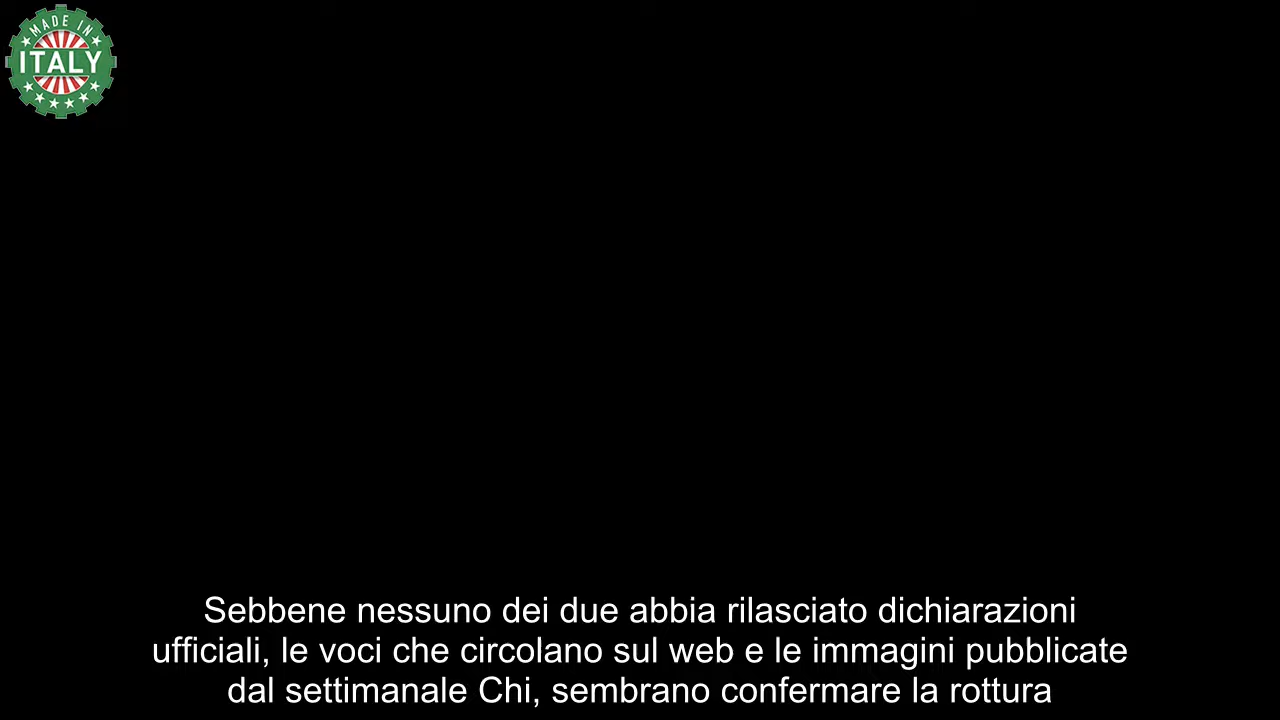 MADE IN
ITALY
Sebbene nessuno dei due abbia rilasciato dichiarazioni
ufficiali, le voci che circolano sul web e le immagini pubblicate
dal settimanale Chi, sembrano confermare la rottura